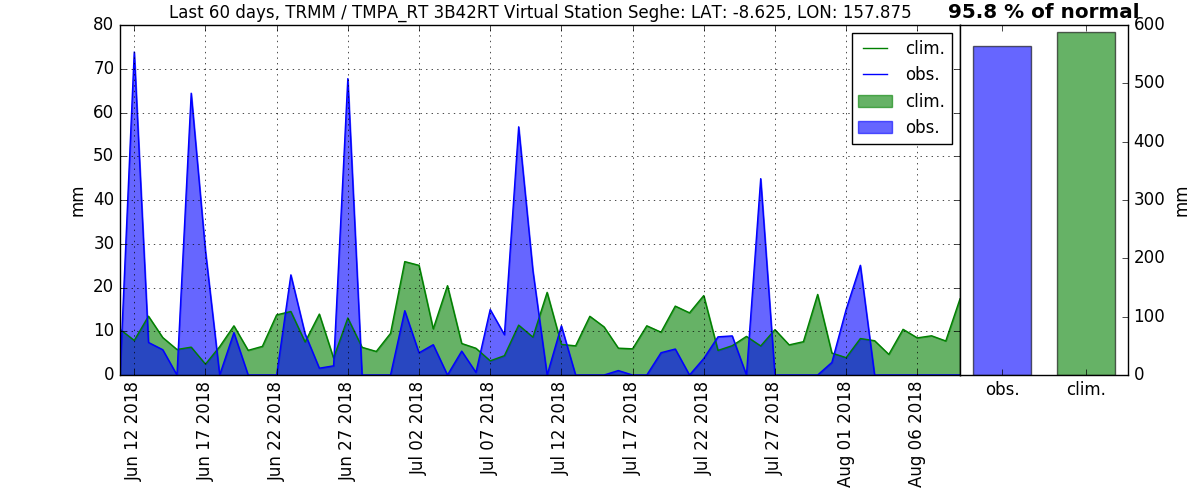 Last 60 days, TRMM / TMPA_RT 3B42RT Virtual Station Seghe: LAT: -8.625, LON: 157.875
95.8 % of normal
80
70
60
50
40
30
20
10
0
mm
clim.
obs.
clim.
obs.
600
500
400
300
200
100
0
mm
obs.
clim.
Jun 12 2018
Jun 17 2018
Jun 22 2018
Jun 27 2018
Jul 02 2018
Jul 07 2018
Jul 12 2018
Jul 17 2018
Jul 22 2018
Jul 27 2018
Aug 01 2018
Aug 06 2018